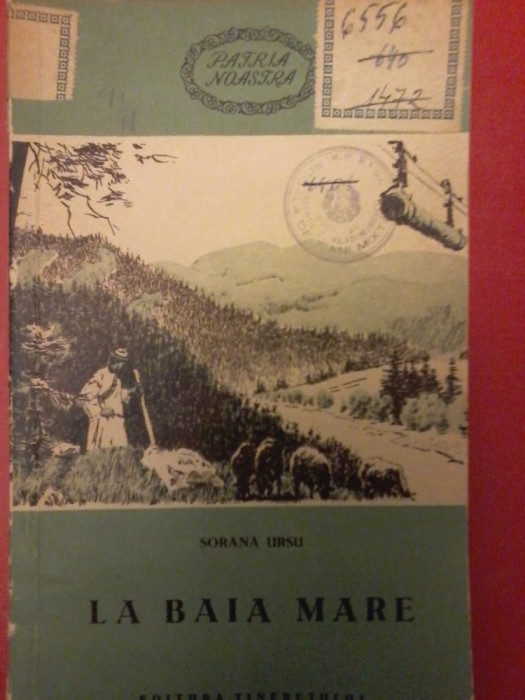 PATRIA
NOASTRA
6556
640
1472
SORANA URSU
LA BAIA MARE
EDITURA TINERETULUI